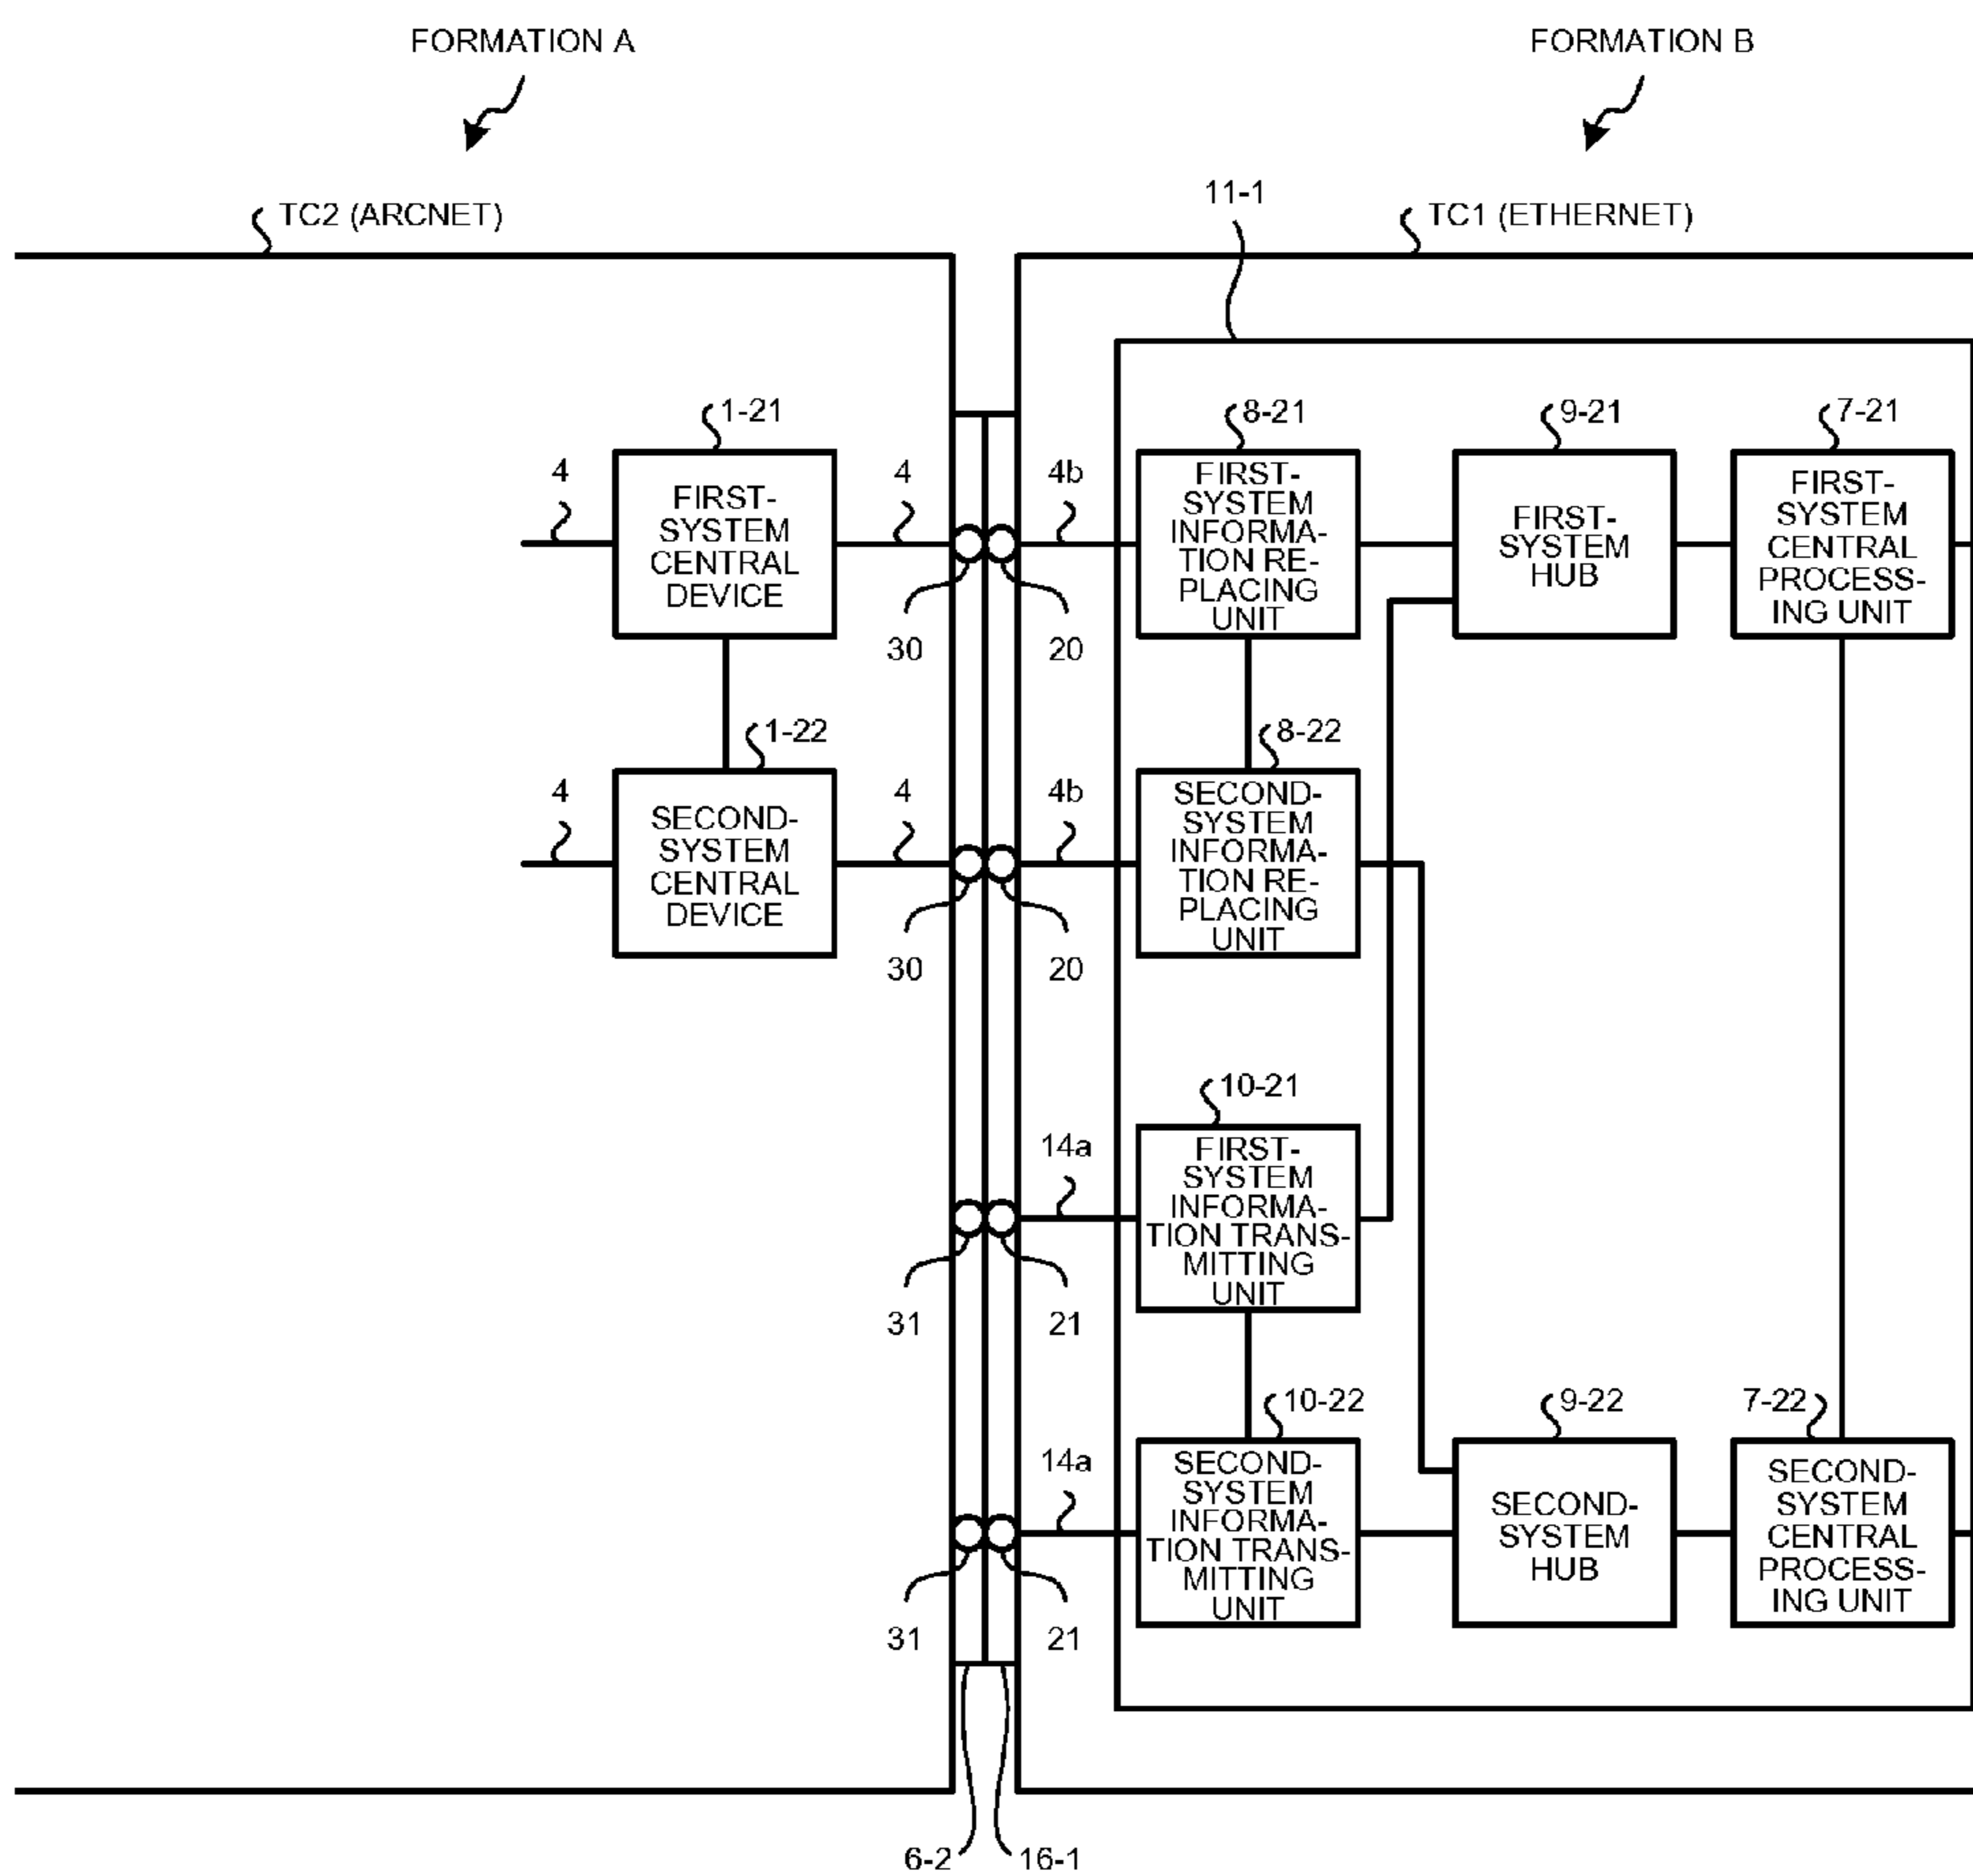 FORMATION A
FORMATION B
TC2 (ARCNET)
11-1
TC1 (ETHERNET)
1-21
8-21
9-21
7-21
4
4
4b
FIRST-
SYSTEM
CENTRAL
DEVICE
FIRST-
SYSTEM
INFORMA-
TION RE-
PLACING
UNIT
FIRST-
SYSTEM
HUB
FIRST-
SYSTEM
CENTRAL
PROCESS-
ING UNIT
30
20
1-22
8-22
4
4
4b
SECOND-
SYSTEM
CENTRAL
DEVICE
SECOND-
SYSTEM
INFORMA-
TION RE-
PLACING
UNIT
30
20
10-21
14a
FIRST-
SYSTEM
INFORMA-
TION TRANS-
MITTING
UNIT
31
21
10-22
9-22
7-22
14a
SECOND-
SYSTEM
INFORMA-
TION TRANS-
MITTING
UNIT
SECOND-
SYSTEM
HUB
SECOND-
SYSTEM
CENTRAL
PROCESS-
ING UNIT
31
21
6-2
16-1